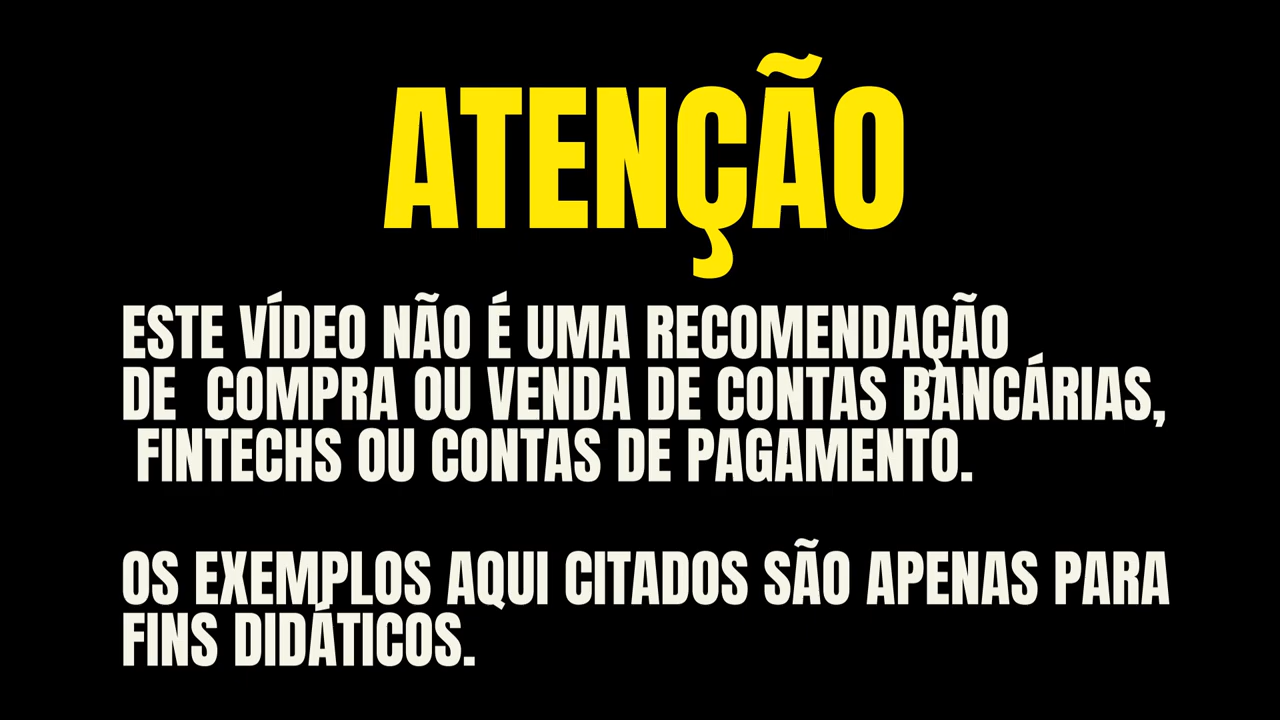 ATENÇÃO
ESTE VÍDEO NÃO É UMA RECOMENDAÇÃO
DE COMPRA OU VENDA DE CONTAS BANCÁRIAS,
FINTECHS OU CONTAS DE PAGAMENTO.
OS EXEMPLOS AQUI CITADOS SÃO APENAS PARA
FINS DIDÁTICOS.